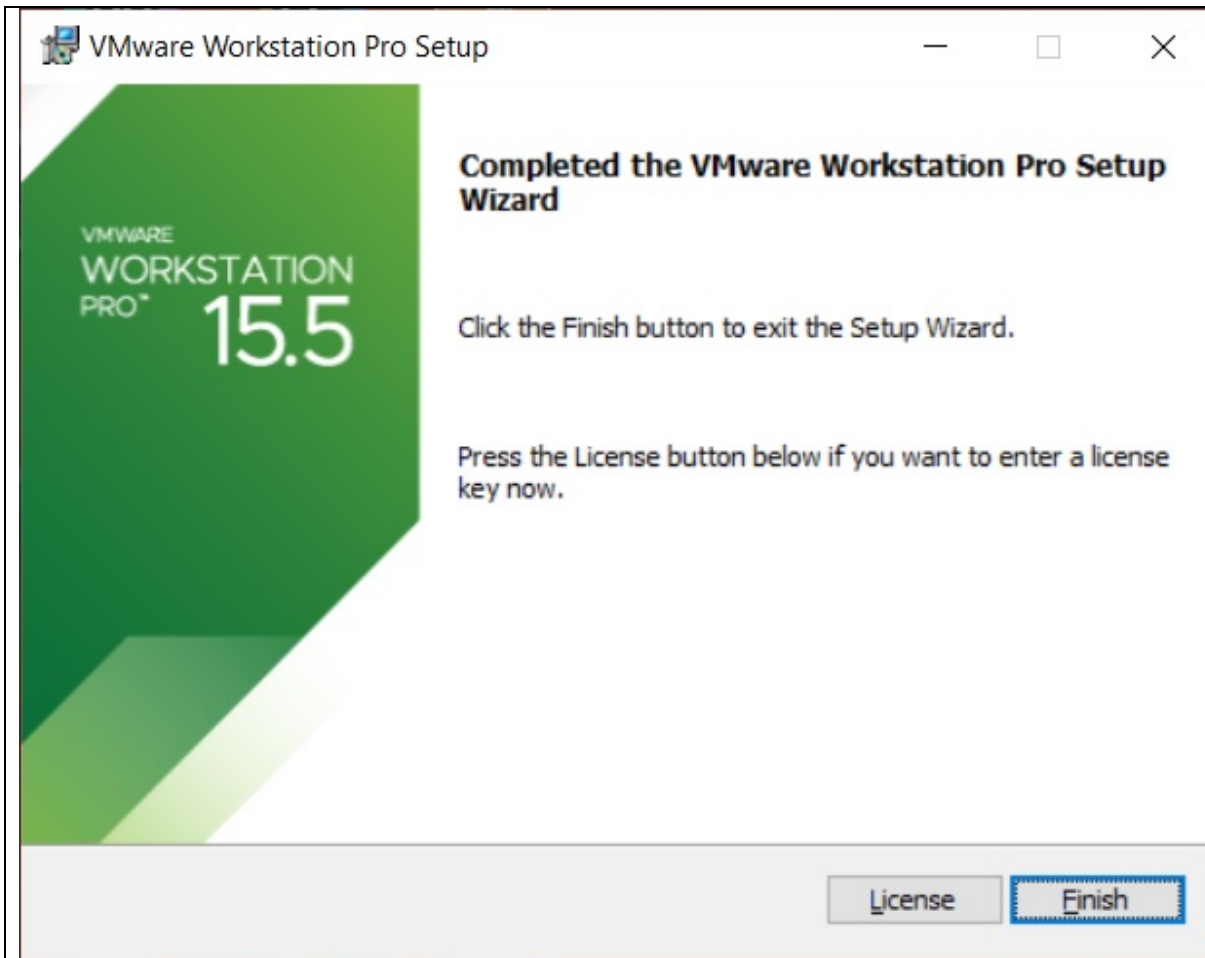 VMware Workstation Pro Setup
VMWARE
WORKSTATION
PRO™ 15.5
Completed the VMware Workstation Pro Setup
Wizard
Click the Finish button to exit the Setup Wizard.
Press the License button below if you want to enter a license
key now.
License
Finish